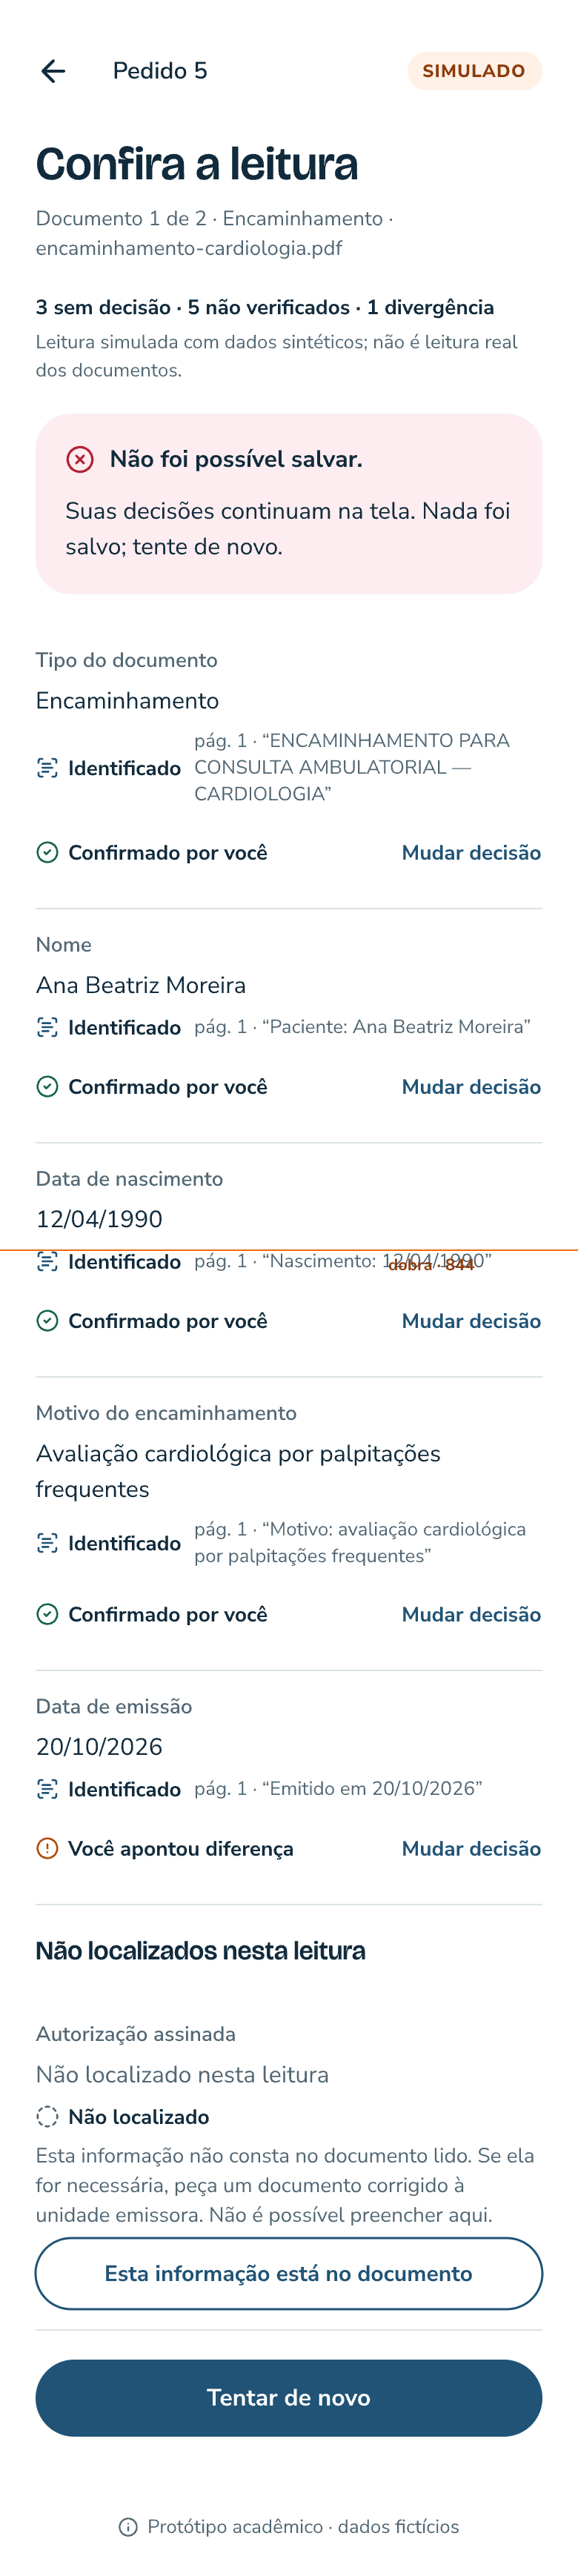 Pedido 5
SIMULADO
Confira a leitura
Documento 1 de 2 · Encaminhamento ·
encaminhamento-cardiologia.pdf
3 sem decisão · 5 não verificados · 1 divergência
Leitura simulada com dados sintéticos; não é leitura real
dos documentos.
Não foi possível salvar.
Suas decisões continuam na tela. Nada foi
salvo; tente de novo.
Tipo do documento
Encaminhamento
Identificado
pág. 1 · “ENCAMINHAMENTO PARA
CONSULTA AMBULATORIAL —
CARDIOLOGIA”
Confirmado por você
Mudar decisão
Nome
Ana Beatriz Moreira
Identificado pág. 1 · “Paciente: Ana Beatriz Moreira”
Confirmado por você
Mudar decisão
Data de nascimento
12/04/1990
Identificado pág. 1 · “Nascimento: 12/04/1990”
dobra · 844
Confirmado por você
Mudar decisão
Motivo do encaminhamento
Avaliação cardiológica por palpitações
frequentes
Identificado
pág. 1 · “Motivo: avaliação cardiológica
por palpitações frequentes”
Confirmado por você
Mudar decisão
Data de emissão
20/10/2026
Identificado pág. 1 · “Emitido em 20/10/2026”
Você apontou diferença
Mudar decisão
Não localizados nesta leitura
Autorização assinada
Não localizado nesta leitura
Não localizado
Esta informação não consta no documento lido. Se ela
for necessária, peça um documento corrigido à
unidade emissora. Não é possível preencher aqui.
Esta informação está no documento
Tentar de novo
Protótipo acadêmico · dados fictícios